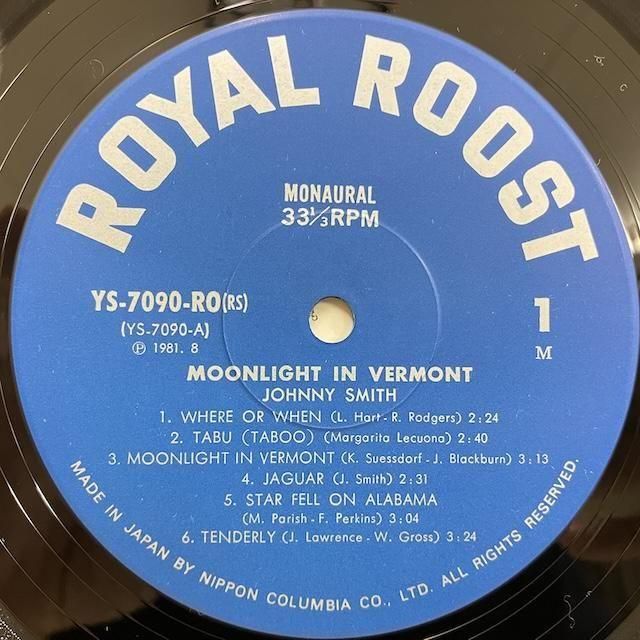 ROYAL ROOST
MONAURAL
33⅓RPM
YS-7090-RO(RS)
(YS-7090-A)
Ⓟ 1981. 8
1
M
MOONLIGHT IN VERMONT
JOHNNY SMITH
1. WHERE OR WHEN (L. Hart - R. Rodgers) 2:24
2. TABU (TABOO) (Margarita Lecuona) 2:40
3. MOONLIGHT IN VERMONT (K. Suessdorf - J. Blackburn) 3:13
4. JAGUAR (J. Smith) 2:31
5. STAR FELL ON ALABAMA
(M. Parish - F. Perkins) 3:04
6. TENDERLY (J. Lawrence - W. Gross) 3:24
MADE IN JAPAN BY NIPPON COLUMBIA CO., LTD. ALL RIGHTS RESERVED.